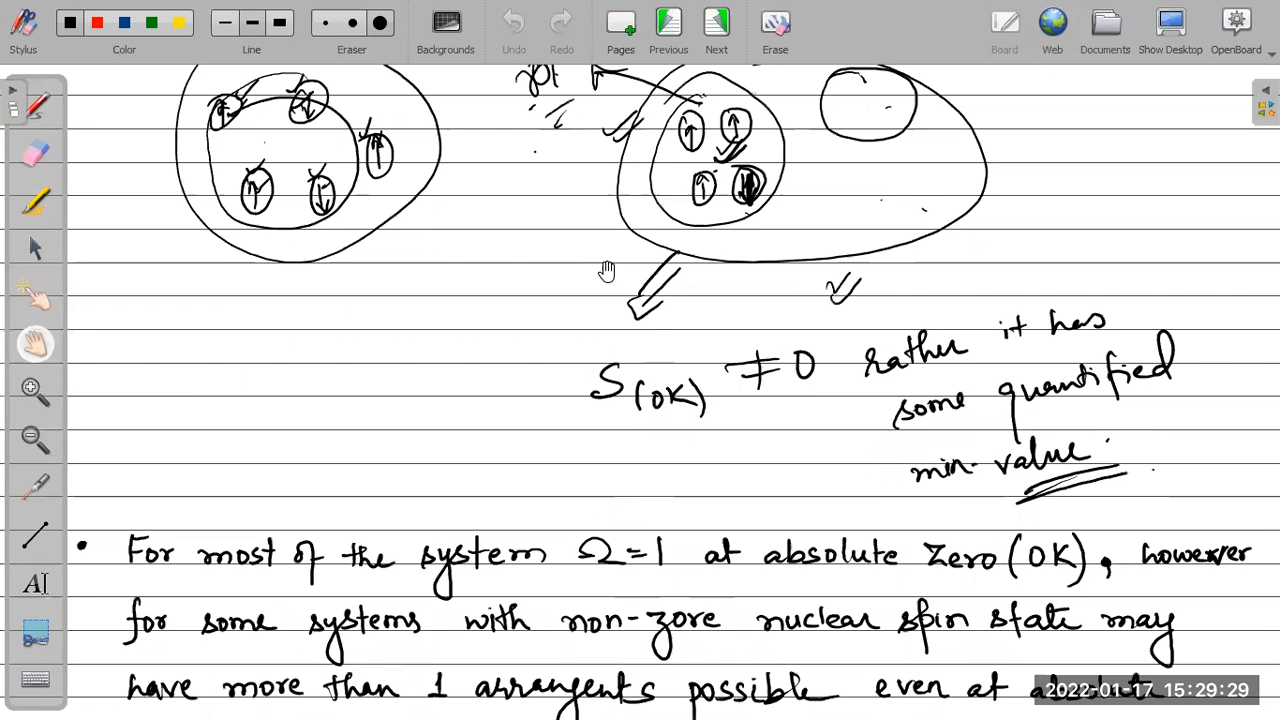 Stylus Color Line Eraser Backgrounds Undo Redo Pages Previous Next Erase Board Web Documents Show Desktop OpenBoard
S(0K) ≠ 0 rather it has
some quantified
min. value.
• For most of the system Ω=1 at absolute Zero (0K), however
for some systems with non-zore nuclear spin state may
have more than 1 arrangents possible even at absolute
2022-01-17 15:29:29